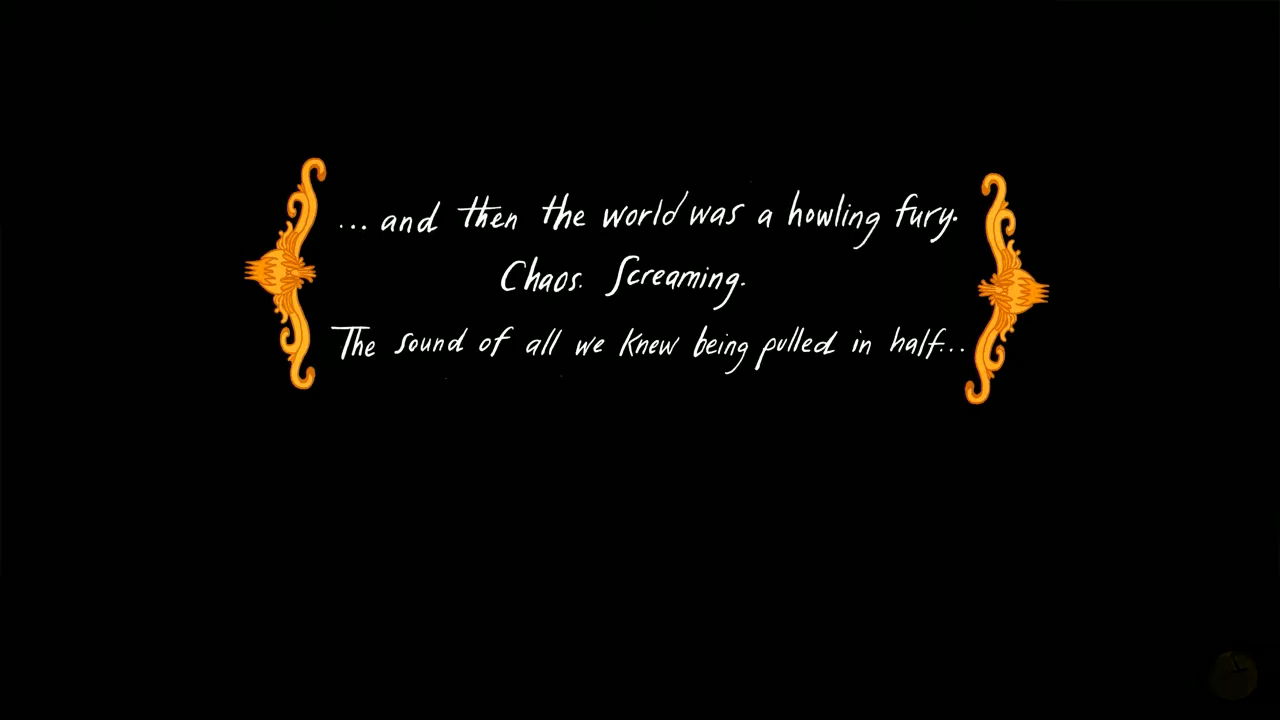 ... and then the world was a howling fury.
Chaos. Screaming.
The sound of all we knew being pulled in half...